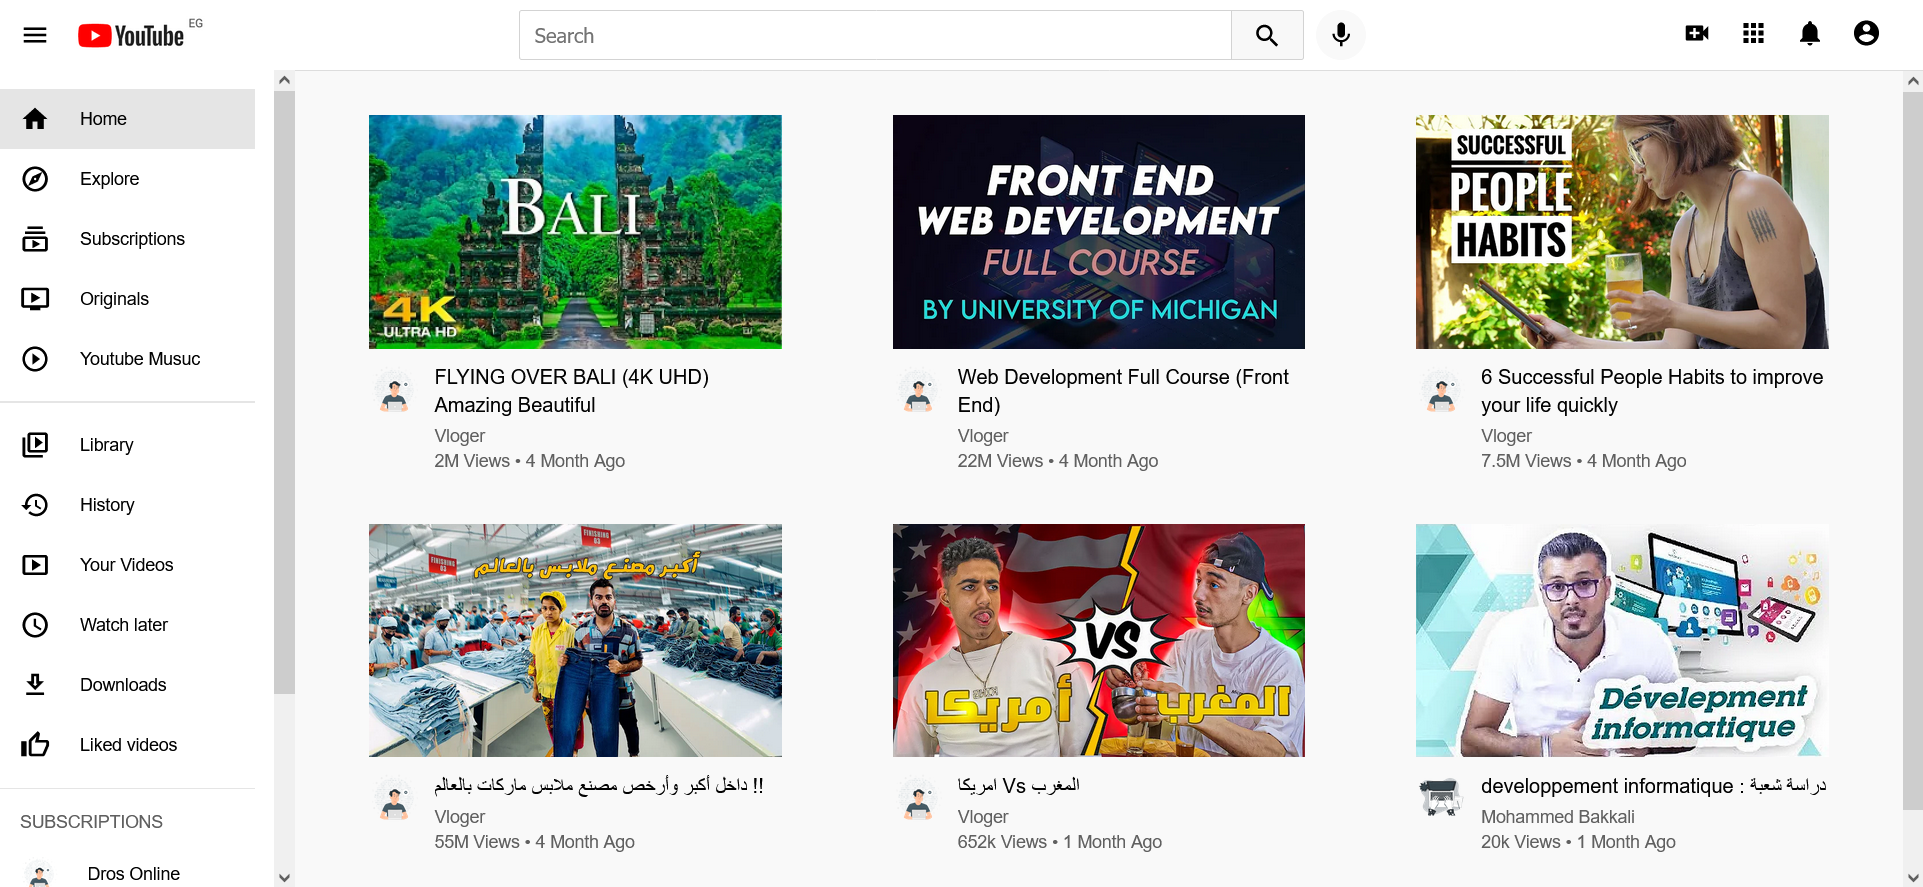 YouTube EG
Search
Home
Explore
Subscriptions
Originals
Youtube Musuc
Library
History
Your Videos
Watch later
Downloads
Liked videos
SUBSCRIPTIONS
Dros Online
BALI
4K
ULTRA HD
FLYING OVER BALI (4K UHD)
Amazing Beautiful
Vloger
2M Views • 4 Month Ago
FRONT END
WEB DEVELOPMENT
FULL COURSE
BY UNIVERSITY OF MICHIGAN
Web Development Full Course (Front
End)
Vloger
22M Views • 4 Month Ago
SUCCESSFUL
PEOPLE
HABITS
6 Successful People Habits to improve
your life quickly
Vloger
7.5M Views • 4 Month Ago
FINISHING
03
FINISHING
أكبر مصنع ملابس بالعالم
داخل أكبر وأرخص مصنع ملابس ماركات بالعالم !!
Vloger
55M Views • 4 Month Ago
VS
أمريكا
المغرب
امريكا Vs المغرب
Vloger
652k Views • 1 Month Ago
Dévelepment
informatique
developpement informatique : دراسة شعبة
Mohammed Bakkali
20k Views • 1 Month Ago